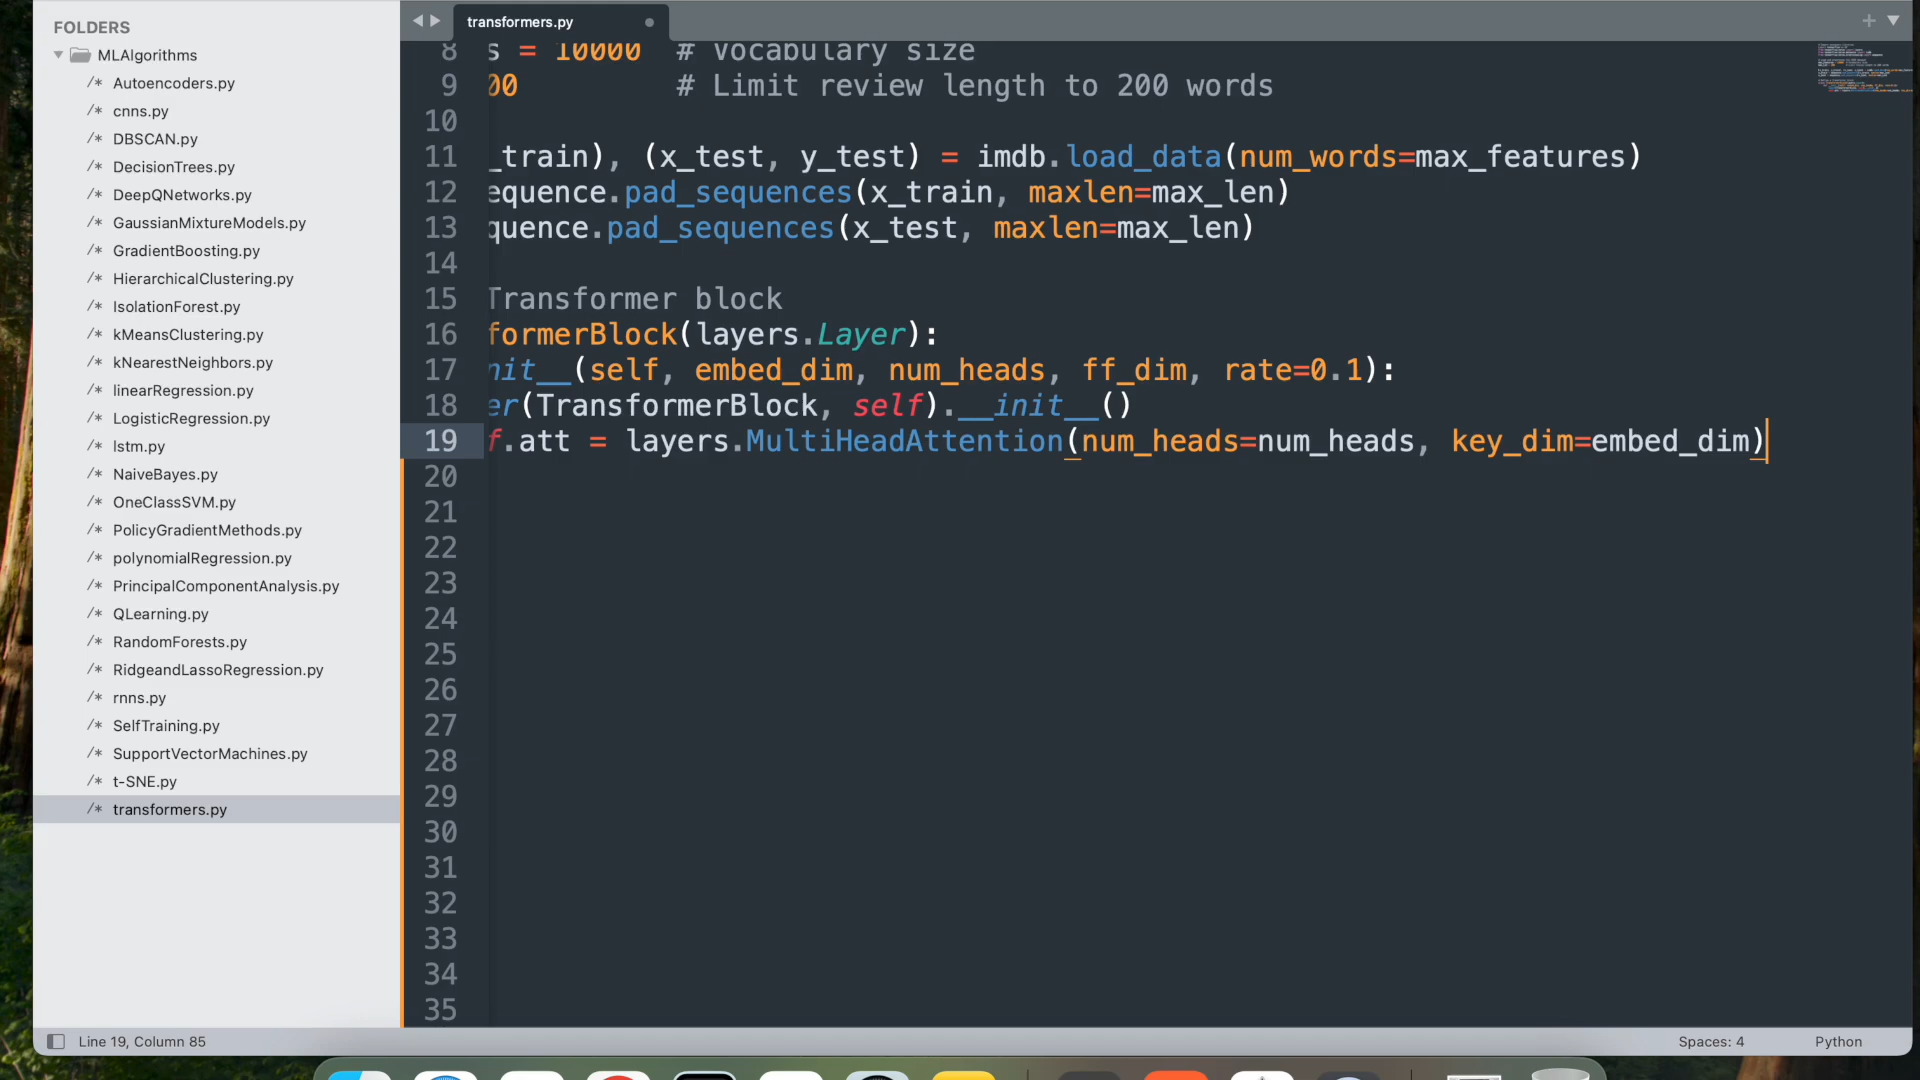 FOLDERS
MLAlgorithms
/* Autoencoders.py
/* cnns.py
/* DBSCAN.py
/* DecisionTrees.py
/* DeepQNetworks.py
/* GaussianMixtureModels.py
/* GradientBoosting.py
/* HierarchicalClustering.py
/* IsolationForest.py
/* kMeansClustering.py
/* kNearestNeighbors.py
/* linearRegression.py
/* LogisticRegression.py
/* lstm.py
/* NaiveBayes.py
/* OneClassSVM.py
/* PolicyGradientMethods.py
/* polynomialRegression.py
/* PrincipalComponentAnalysis.py
/* QLearning.py
/* RandomForests.py
/* RidgeandLassoRegression.py
/* rnns.py
/* SelfTraining.py
/* SupportVectorMachines.py
/* t-SNE.py
/* transformers.py
transformers.py
8 s = 10000 # Vocabulary size
9 00 # Limit review length to 200 words
10
11 _train), (x_test, y_test) = imdb.load_data(num_words=max_features)
12 equence.pad_sequences(x_train, maxlen=max_len)
13 quence.pad_sequences(x_test, maxlen=max_len)
14
15 Transformer block
16 formerBlock(layers.Layer):
17 nit__(self, embed_dim, num_heads, ff_dim, rate=0.1):
18 er(TransformerBlock, self).__init__()
19 f.att = layers.MultiHeadAttention(num_heads=num_heads, key_dim=embed_dim)
20
21
22
23
24
25
26
27
28
29
30
31
32
33
34
35
Line 19, Column 85
Spaces: 4
Python